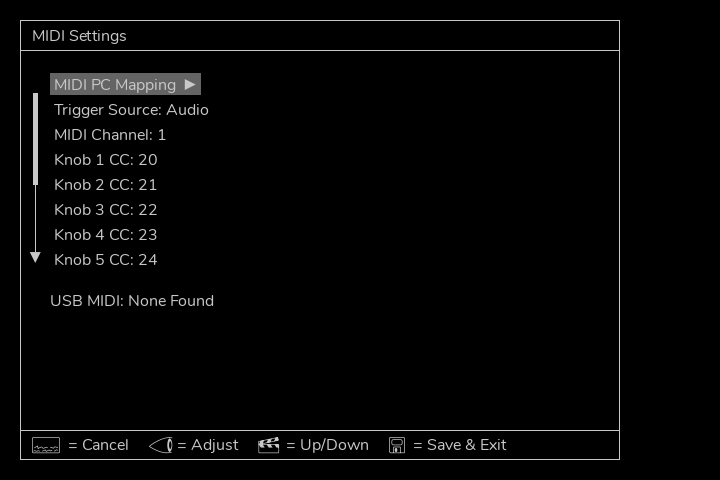 MIDI Settings
MIDI PC Mapping ▶
Trigger Source: Audio
MIDI Channel: 1
Knob 1 CC: 20
Knob 2 CC: 21
Knob 3 CC: 22
Knob 4 CC: 23
Knob 5 CC: 24
USB MIDI: None Found
= Cancel = Adjust = Up/Down = Save & Exit